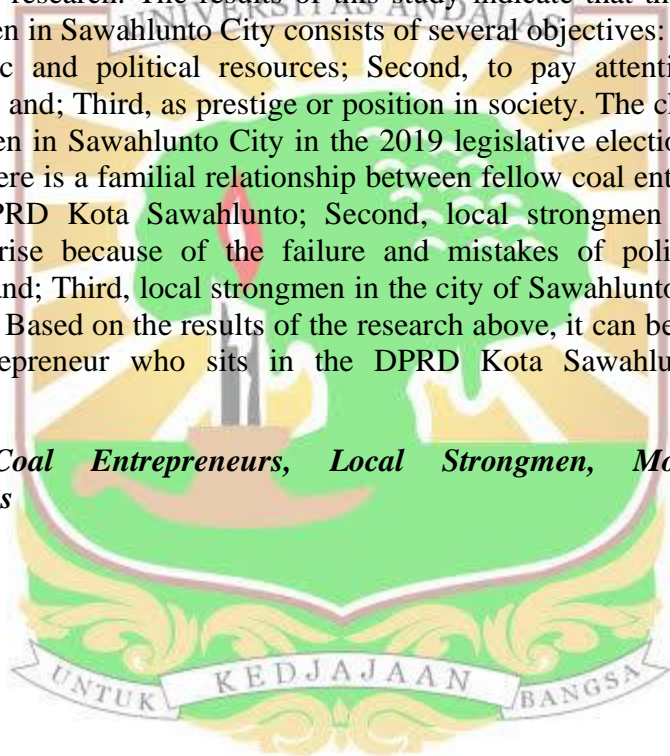 research. The results of this study indicate that th
UNIVERSITAS ANDALAS
en in Sawahlunto City consists of several objectives:
c and political resources; Second, to pay attenti
and; Third, as prestige or position in society. The cl
en in Sawahlunto City in the 2019 legislative electio
ere is a familial relationship between fellow coal ent
PRD Kota Sawahlunto; Second, local strongmen
rise because of the failure and mistakes of poli
and; Third, local strongmen in the city of Sawahlunto
Based on the results of the research above, it can be
epreneur who sits in the DPRD Kota Sawahlu
Coal Entrepreneurs, Local Strongmen, Mo
s
UNTUK KEDJAJAAN BANGSA